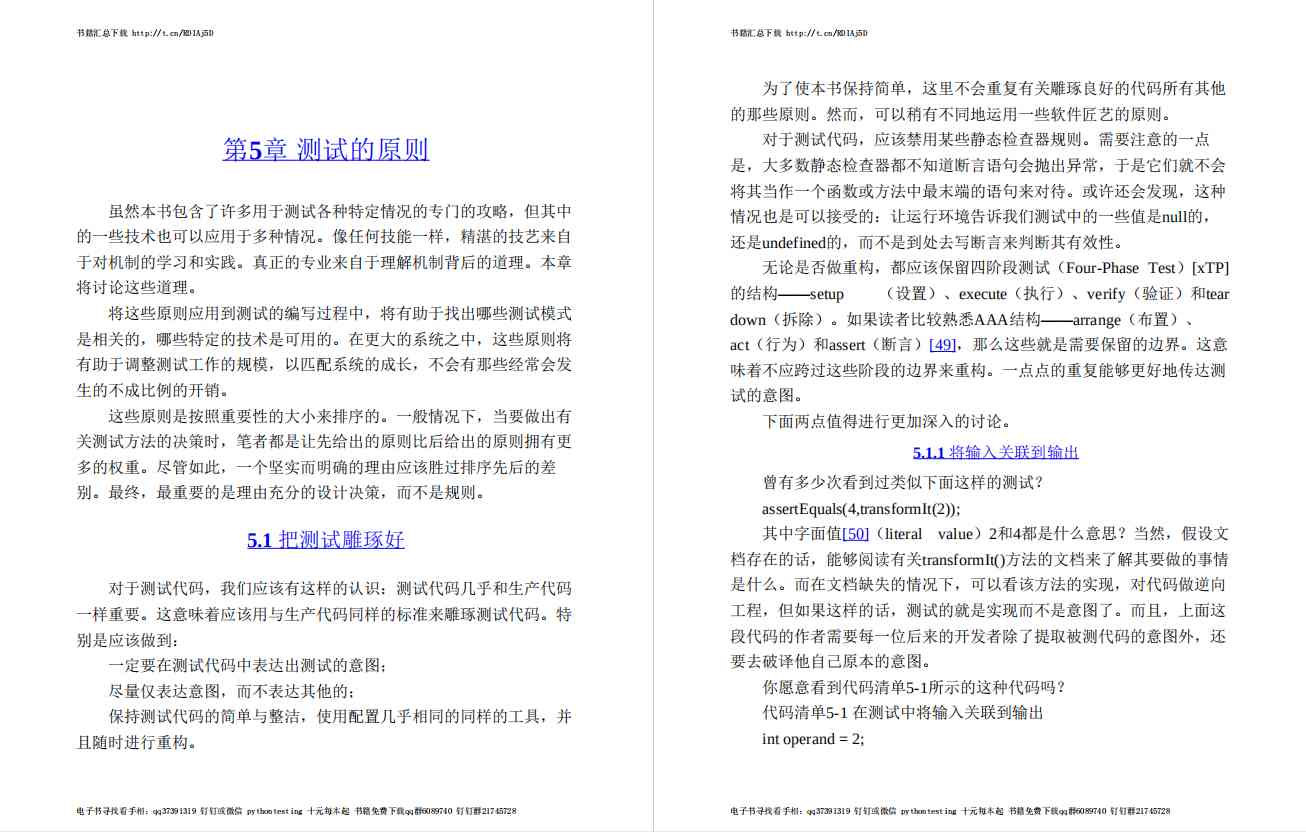 书籍汇总下载 http://t.cn/RDIAj5D
第5章 测试的原则
虽然本书包含了许多用于测试各种特定情况的专门的攻略，但其中
的一些技术也可以应用于多种情况。像任何技能一样，精湛的技艺来自
于对机制的学习和实践。真正的专业来自于理解机制背后的道理。本章
将讨论这些道理。
将这些原则应用到测试的编写过程中，将有助于找出哪些测试模式
是相关的，哪些特定的技术是可用的。在更大的系统之中，这些原则将
有助于调整测试工作的规模，以匹配系统的成长，不会有那些经常会发
生的不成比例的开销。
这些原则是按照重要性的大小来排序的。一般情况下，当要做出有
关测试方法的决策时，笔者都是让先给出的原则比后给出的原则拥有更
多的权重。尽管如此，一个坚实而明确的理由应该胜过排序先后的差
别。最终，最重要的是理由充分的设计决策，而不是规则。
5.1 把测试雕琢好
对于测试代码，我们应该有这样的认识：测试代码几乎和生产代码
一样重要。这意味着应该用与生产代码同样的标准来雕琢测试代码。特
别是应该做到：
一定要在测试代码中表达出测试的意图；
尽量仅表达意图，而不表达其他的；
保持测试代码的简单与整洁，使用配置几乎相同的同样的工具，并
且随时进行重构。
电子书寻找看手相：qq37391319 钉钉或微信 pythontesting 十元每本起 书籍免费下载qq群6089740 钉钉群21745728
书籍汇总下载 http://t.cn/RDIAj5D
为了使本书保持简单，这里不会重复有关雕琢良好的代码所有其他
的那些原则。然而，可以稍有不同地运用一些软件匠艺的原则。
对于测试代码，应该禁用某些静态检查器规则。需要注意的一点
是，大多数静态检查器都不知道断言语句会抛出异常，于是它们就不会
将其当作一个函数或方法中最末端的语句来对待。或许还会发现，这种
情况也是可以接受的：让运行环境告诉我们测试中的一些值是null的，
还是undefined的，而不是到处去写断言来判断其有效性。
无论是否做重构，都应该保留四阶段测试（Four-Phase Test）[xTP]
的结构——setup （设置）、execute（执行）、verify（验证）和tear
down（拆除）。如果读者比较熟悉AAA结构——arrange（布置）、
act（行为）和assert（断言）[49]，那么这些就是需要保留的边界。这意
味着不应跨过这些阶段的边界来重构。一点点的重复能够更好地传达测
试的意图。
下面两点值得进行更加深入的讨论。
5.1.1 将输入关联到输出
曾有多少次看到过类似下面这样的测试？
assertEquals(4,transformIt(2));
其中字面值[50]（literal value）2和4都是什么意思？当然，假设文
档存在的话，能够阅读有关transformIt()方法的文档来了解其要做的事情
是什么。而在文档缺失的情况下，可以看该方法的实现，对代码做逆向
工程，但如果这样的话，测试的就是实现而不是意图了。而且，上面这
段代码的作者需要每一位后来的开发者除了提取被测代码的意图外，还
要去破译他自己原本的意图。
你愿意看到代码清单5-1所示的这种代码吗？
代码清单5-1 在测试中将输入关联到输出
int operand = 2;
电子书寻找看手相：qq37391319 钉钉或微信 pythontesting 十元每本起 书籍免费下载qq群6089740 钉钉群21745728